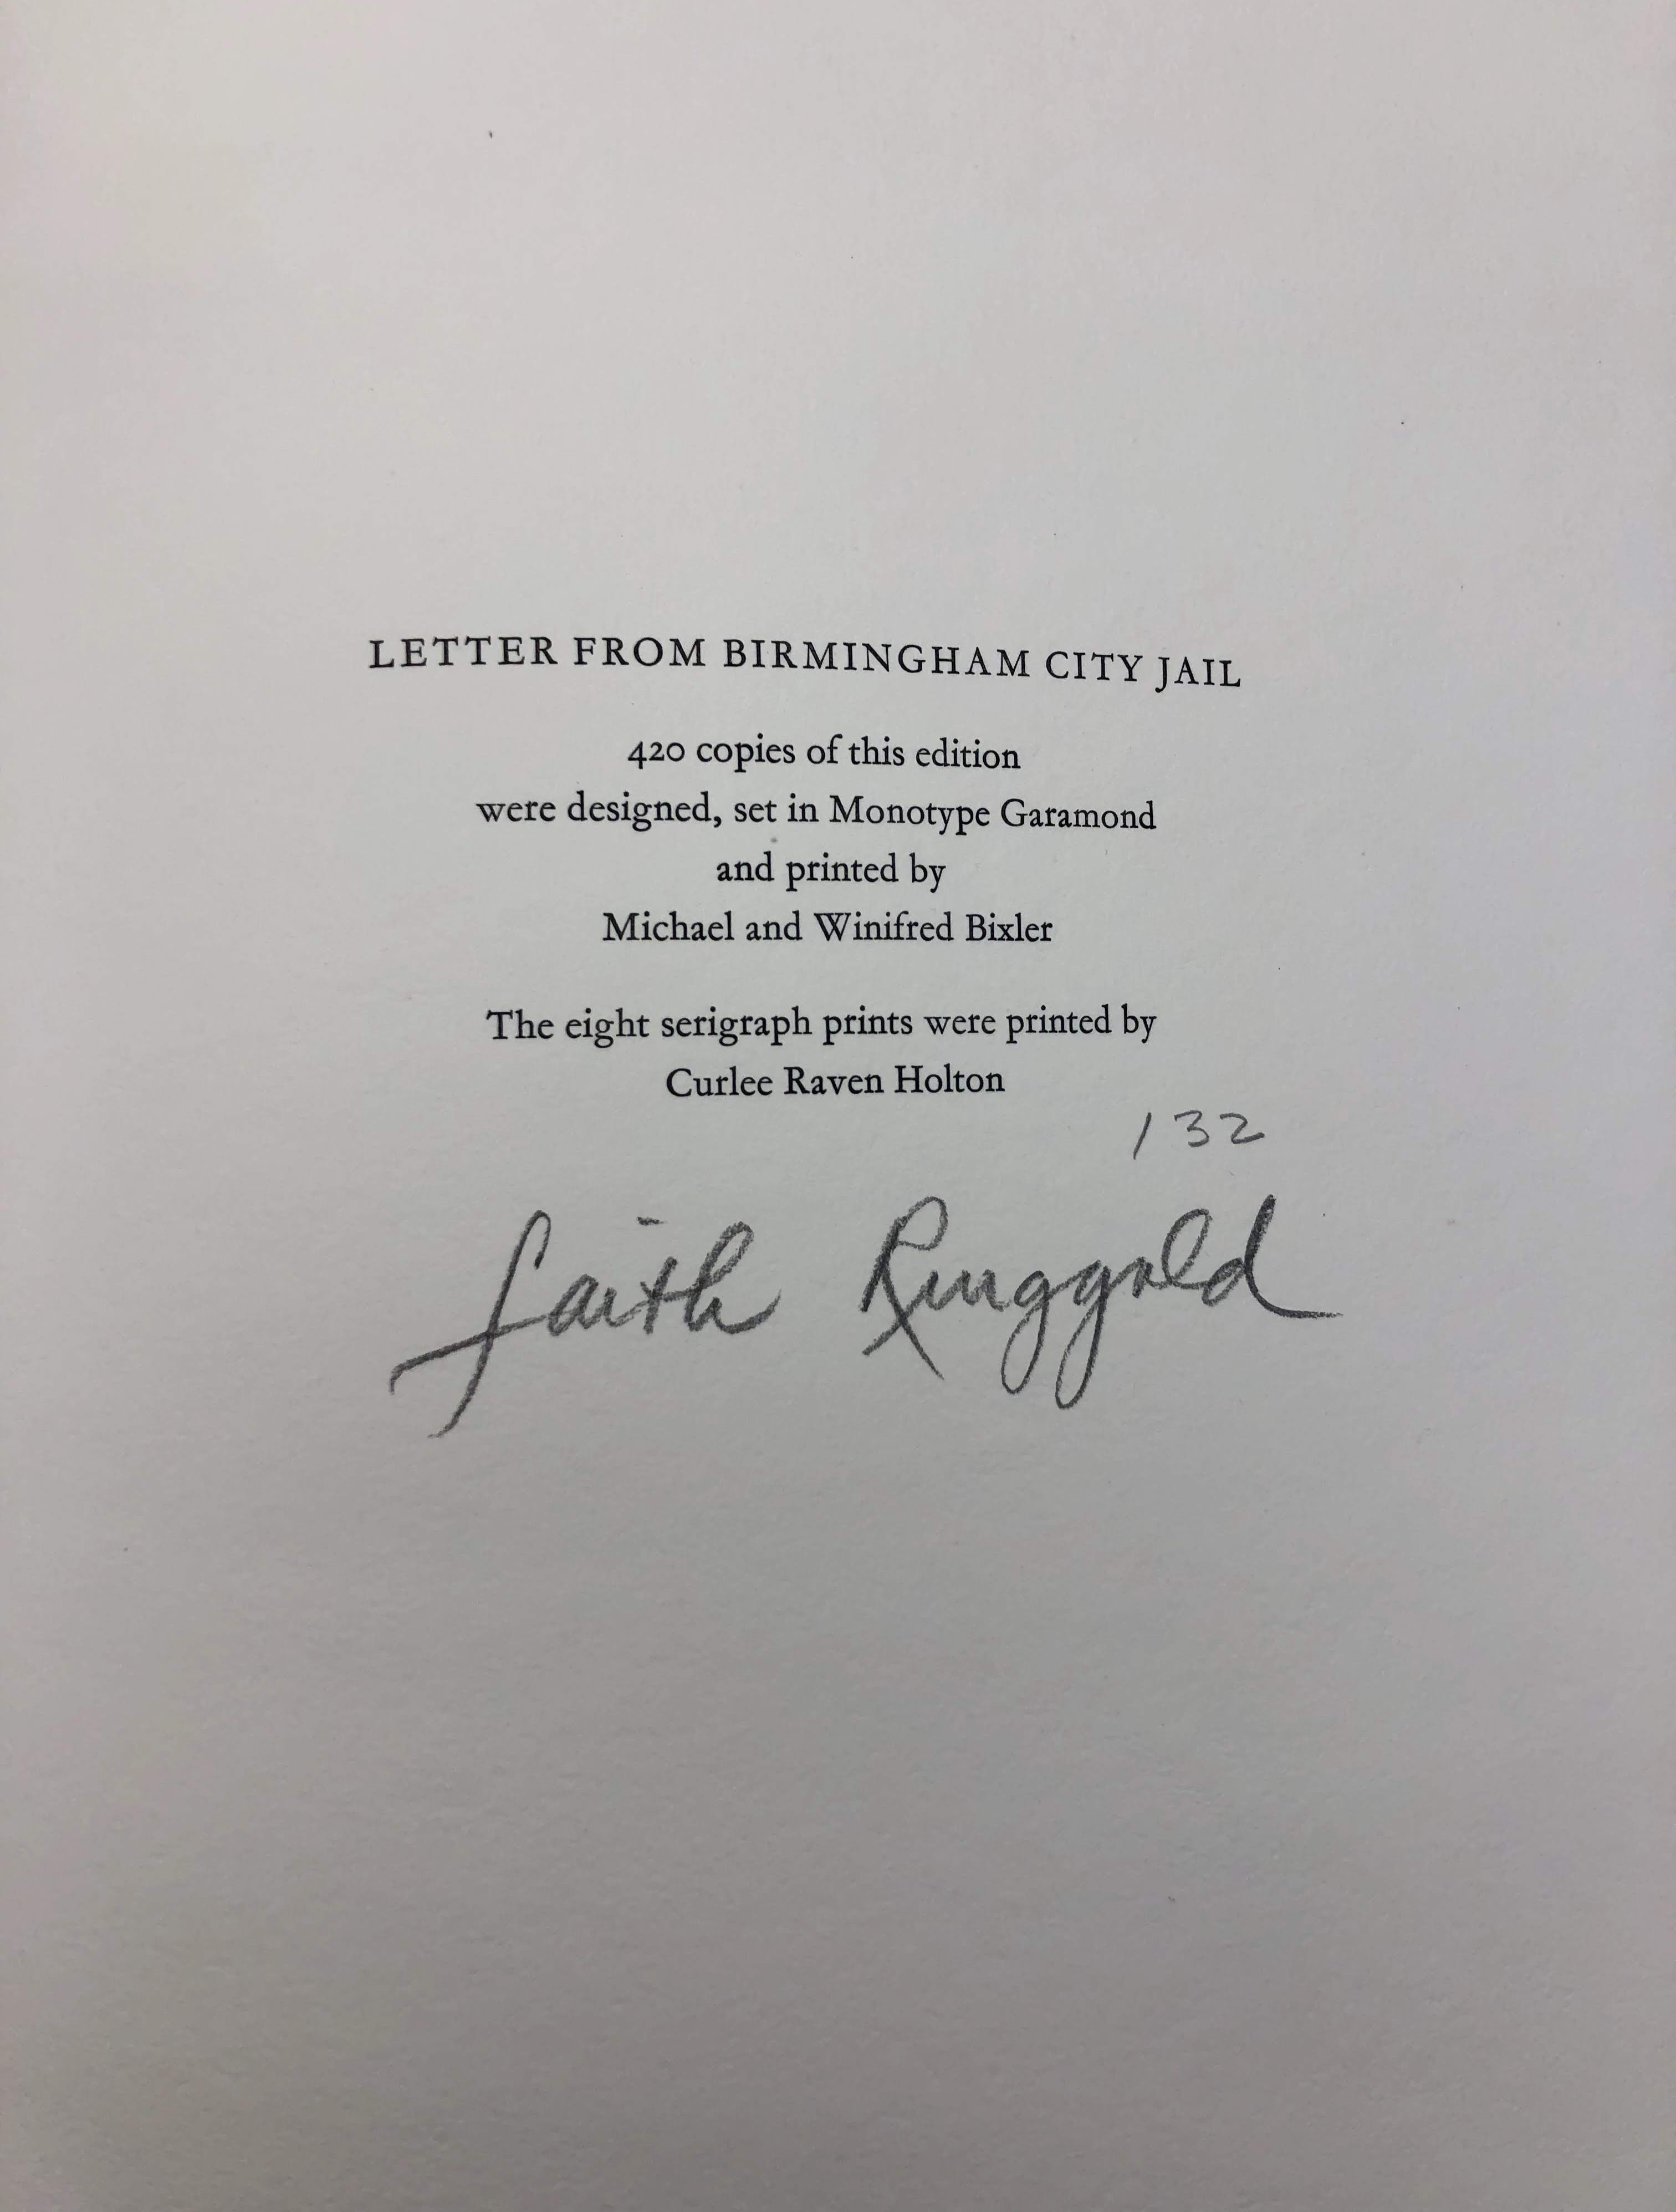 LETTER FROM BIRMINGHAM CITY JAIL
420 copies of this edition
were designed, set in Monotype Garamond
and printed by
Michael and Winifred Bixler
The eight serigraph prints were printed by
Curlee Raven Holton
132
Faith Ringgold